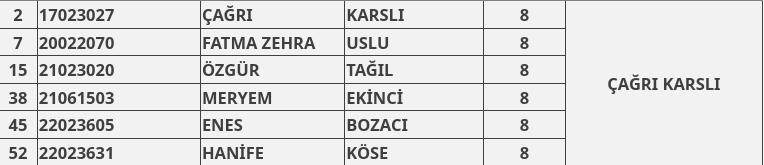 2 17023027 ÇAĞRI KARSLI 8
7 20022070 FATMA ZEHRA USLU 8
15 21023020 ÖZGÜR TAĞIL 8
ÇAĞRI KARSLI
38 21061503 MERYEM EKİNCİ 8
45 22023605 ENES BOZACI 8
52 22023631 HANİFE KÖSE 8